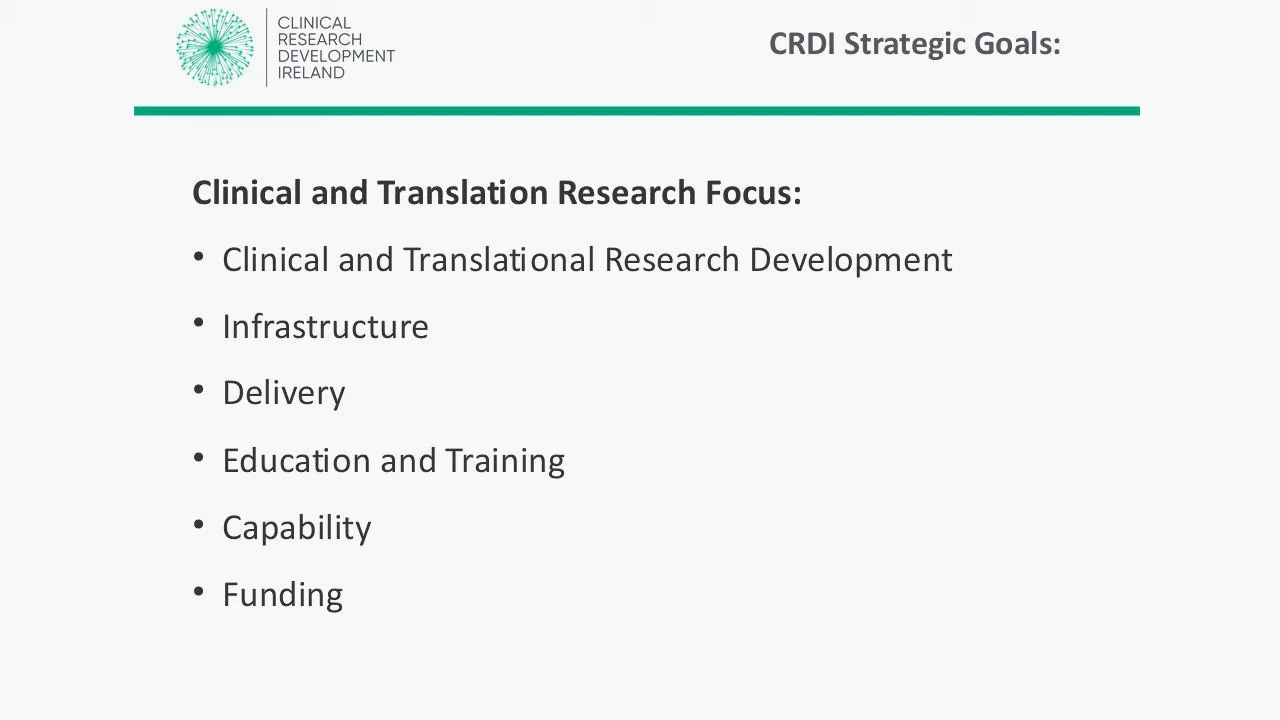 CLINICAL
RESEARCH
DEVELOPMENT
IRELAND
CRDI Strategic Goals:
Clinical and Translation Research Focus:
• Clinical and Translational Research Development
• Infrastructure
• Delivery
• Education and Training
• Capability
• Funding